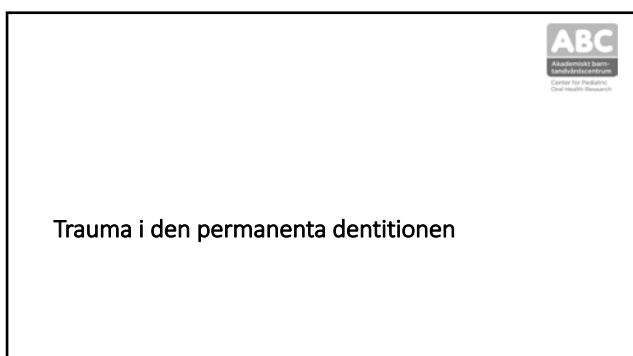 ABC
Akademiskt barn-
tandvårdscentrum
Center for Pediatric
Oral Health Research
Trauma i den permanenta dentitionen